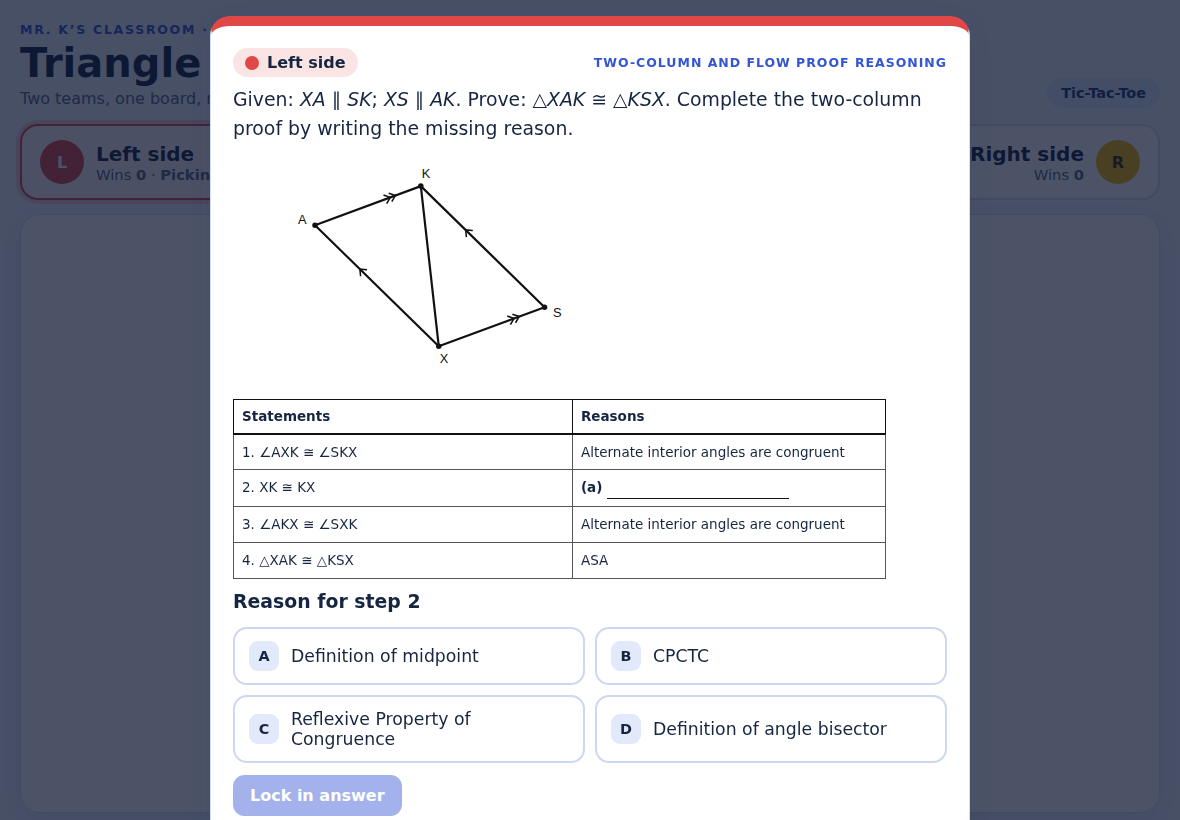 MR. K’S CLASSROOM ·
Triangle
Two teams, one board,
Tic-Tac-Toe
L
Left side
Wins 0 · Pickin
Right side
Wins 0
R
Left side
TWO-COLUMN AND FLOW PROOF REASONING
Given: XA ∥ SK; XS ∥ AK. Prove: △XAK ≅ △KSX. Complete the two-column
proof by writing the missing reason.
K
A
S
X
Statements Reasons
1. ∠AXK ≅ ∠SKX Alternate interior angles are congruent
2. XK ≅ KX (a)
3. ∠AKX ≅ ∠SXK Alternate interior angles are congruent
4. △XAK ≅ △KSX ASA
Reason for step 2
A Definition of midpoint
B CPCTC
C Reflexive Property of
Congruence
D Definition of angle bisector
Lock in answer